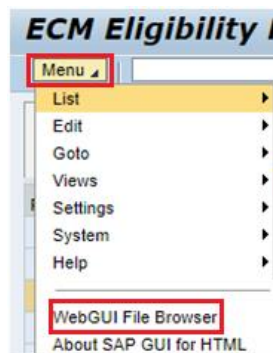 ECM Eligibility
Menu
List
Edit
Goto
Views
Settings
System
Help
WebGUI File Browser
About SAP GUI for HTML